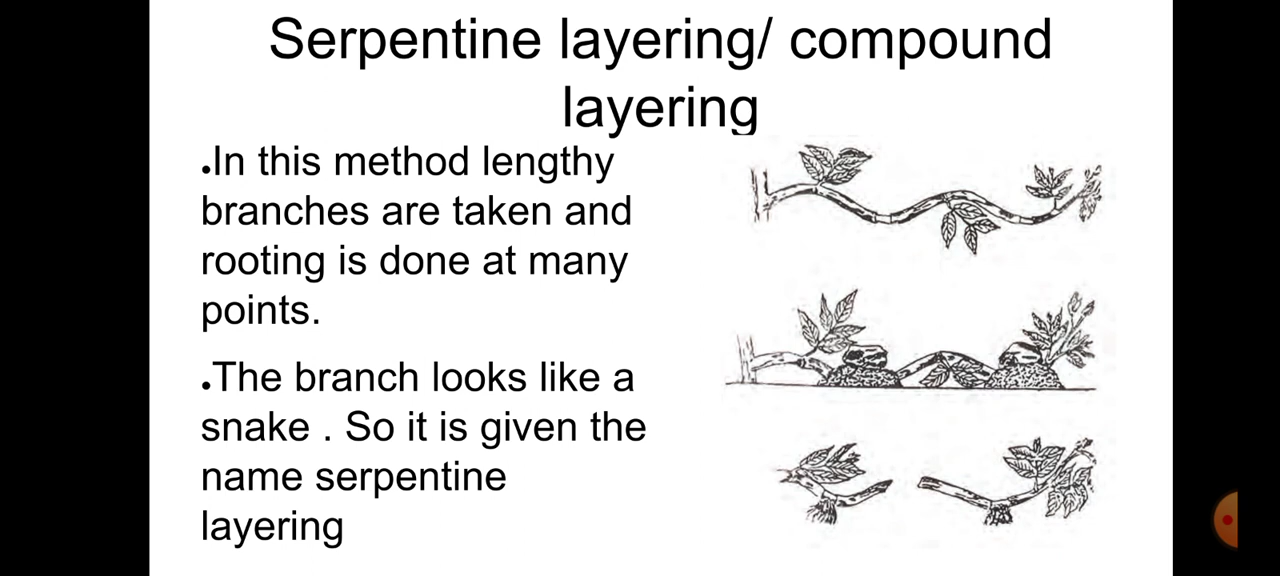 Serpentine layering/ compound
layering
.In this method lengthy
branches are taken and
rooting is done at many
points.
.The branch looks like a
snake . So it is given the
name serpentine
layering